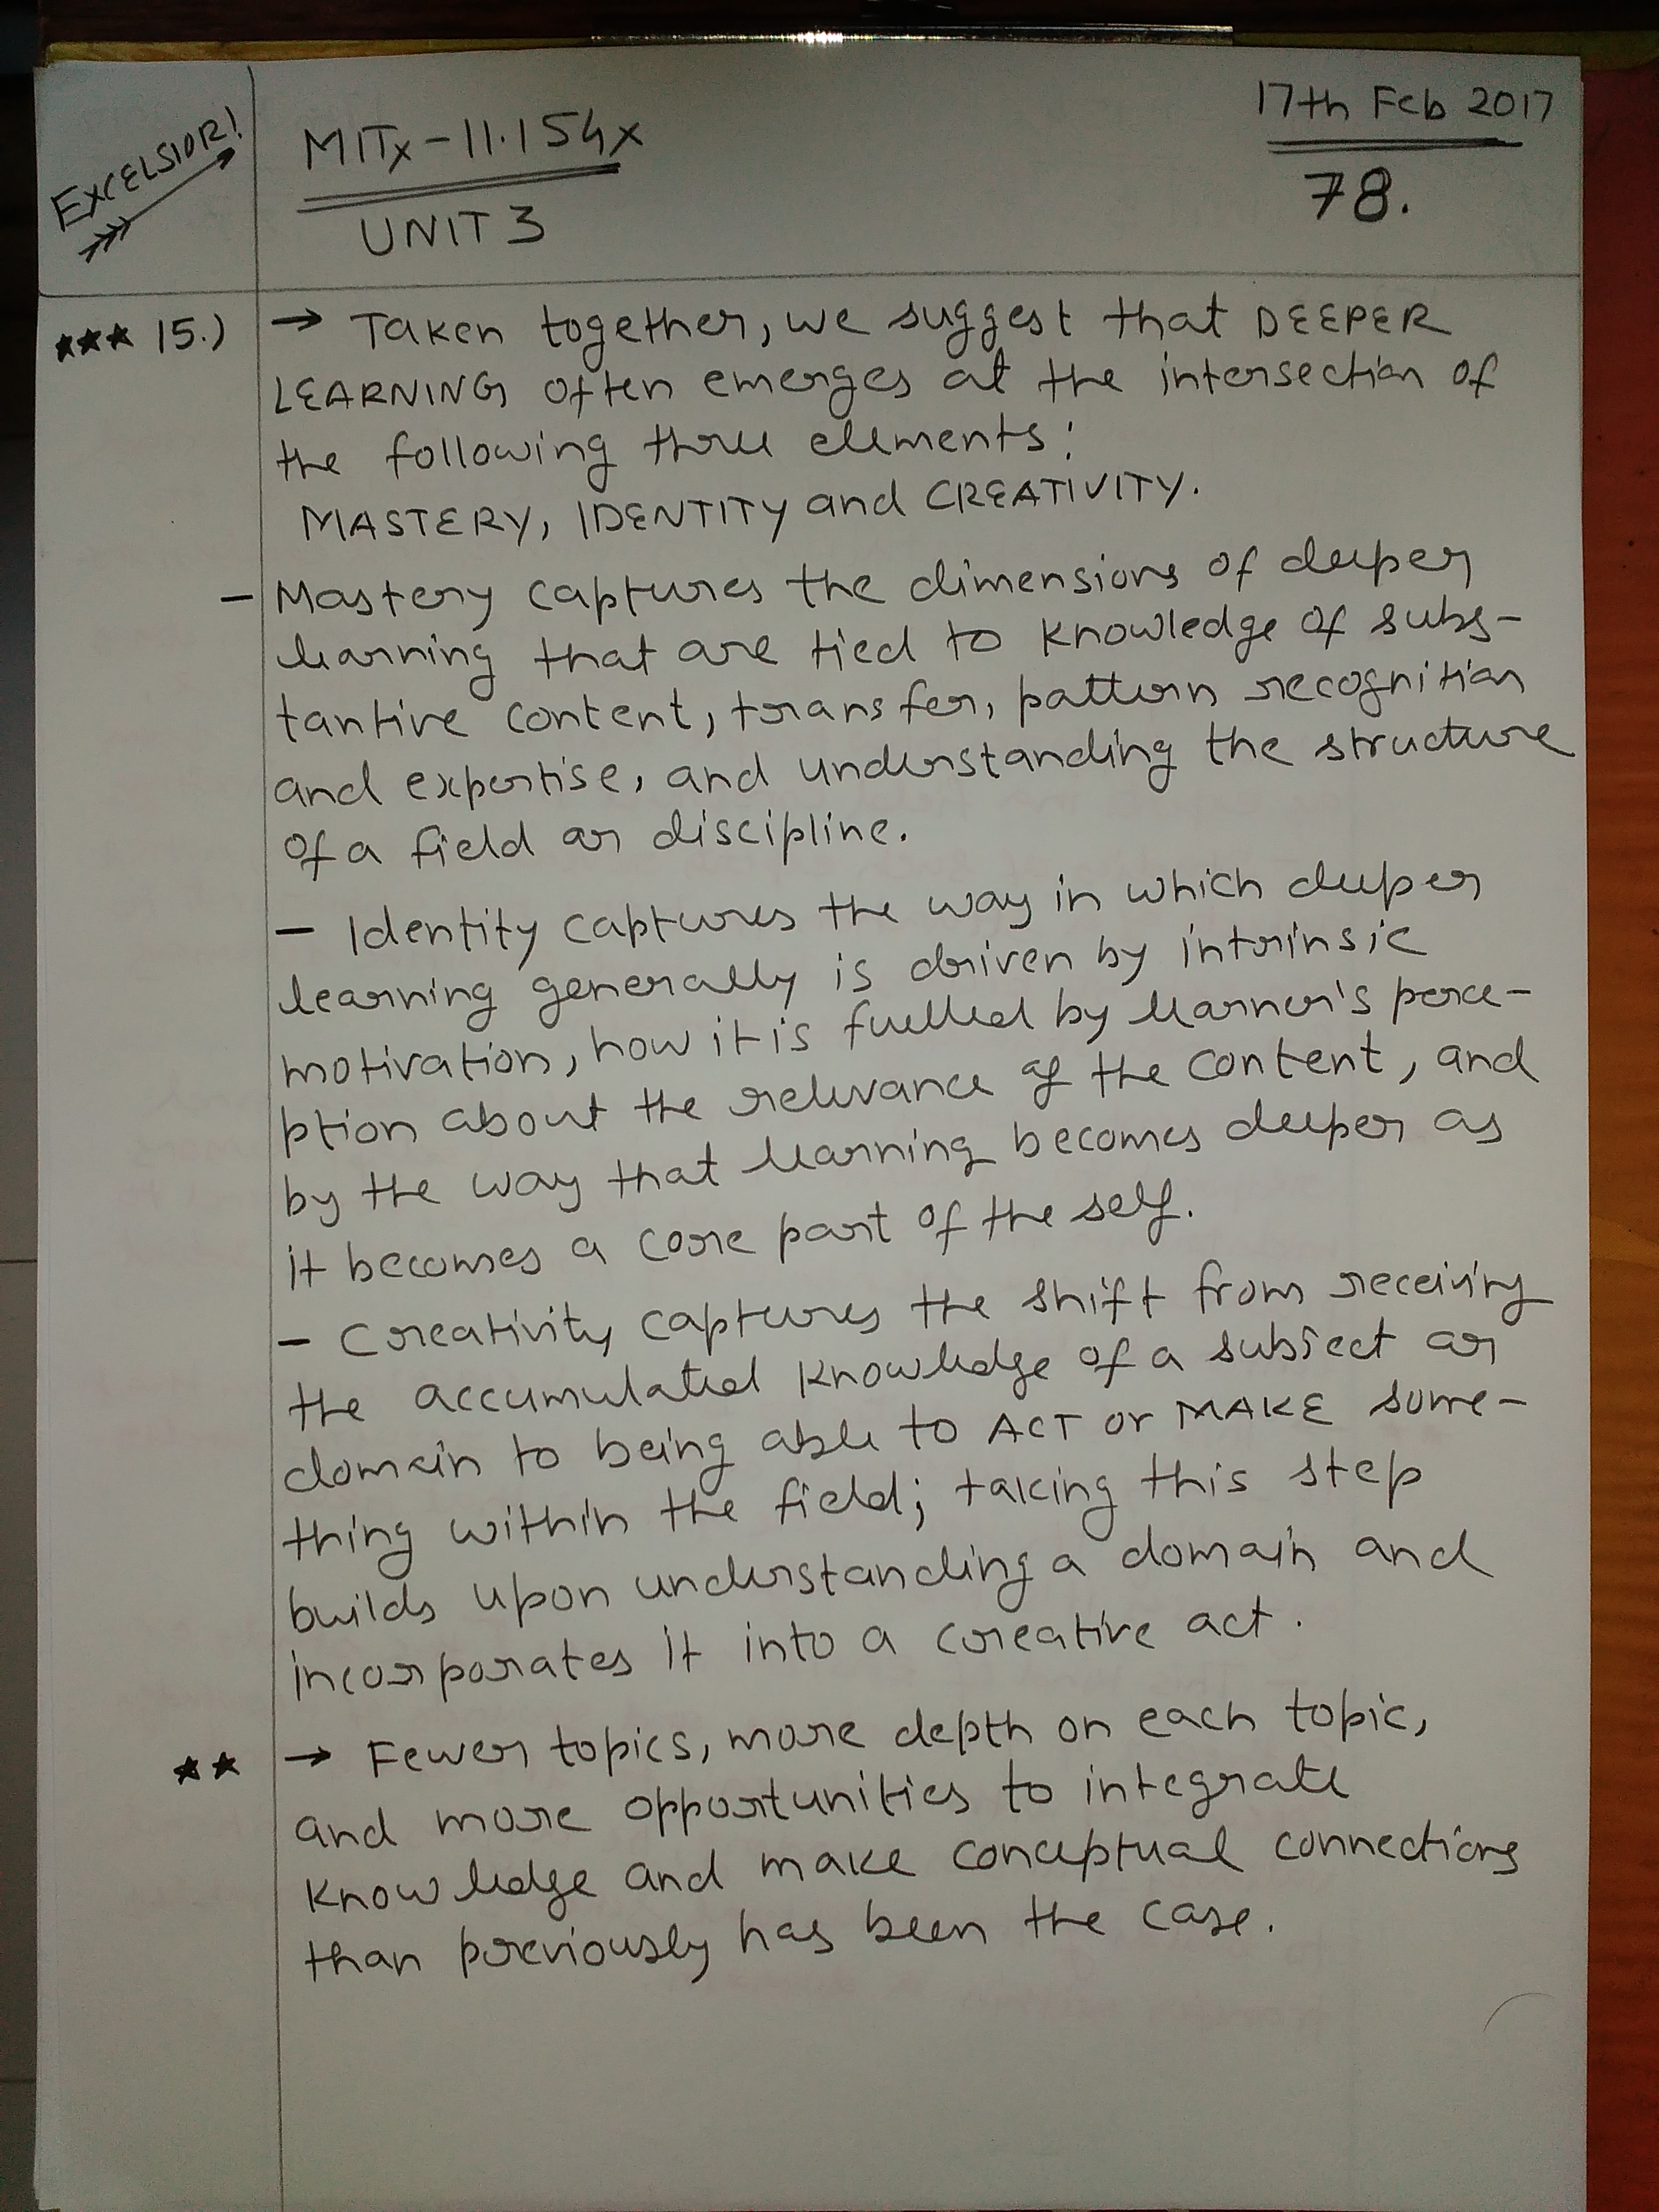 EXCELSIOR!
MITx-11.154x
UNIT 3
17th Feb 2017
78.
★★★ 15.) → Taken together, we suggest that DEEPER
LEARNING often emerges at the intersection of
the following three elements:
MASTERY, IDENTITY and CREATIVITY.
- Mastery captures the dimensions of deeper
learning that are tied to knowledge of subs-
tantive content, transfer, pattern recognition
and expertise, and understanding the structure
of a field or discipline.
- Identity captures the way in which deeper
learning generally is driven by intrinsic
motivation, how it is fuelled by learner's perce-
ption about the relevance of the content, and
by the way that learning becomes deeper as
it becomes a core part of the self.
- Creativity captures the shift from receiving
the accumulated knowledge of a subject or
domain to being able to ACT or MAKE some-
thing within the field; taking this step
builds upon understanding a domain and
incorporates it into a creative act.
★★ → Fewer topics, more depth on each topic,
and more opportunities to integrate
knowledge and make conceptual connections
than previously has been the case.